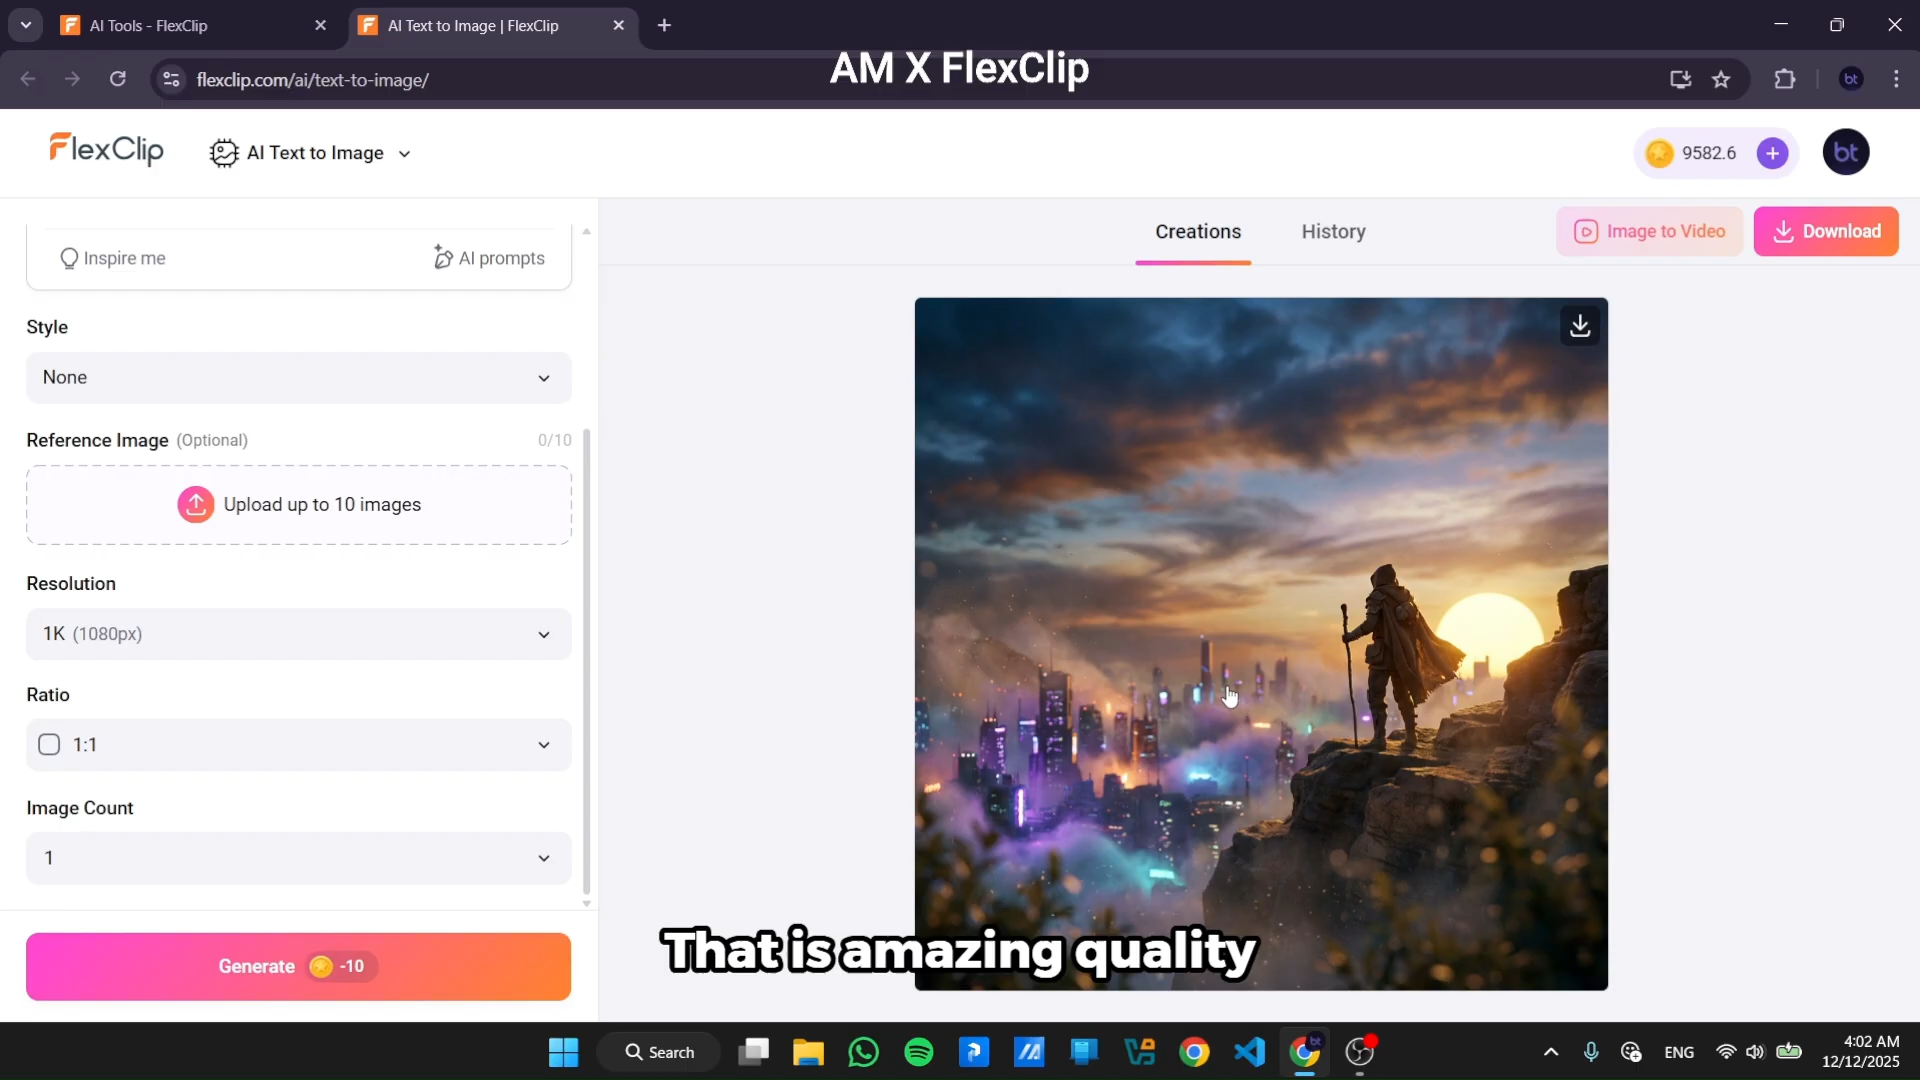 AI Tools - FlexClip
AI Text to Image | FlexClip
flexclip.com/ai/text-to-image/
AM X FlexClip
bt
FlexClip
AI Text to Image
9582.6
bt
Creations
History
Image to Video
Download
Inspire me
AI prompts
Style
None
Reference Image (Optional)
0/10
Upload up to 10 images
Resolution
1K (1080px)
Ratio
1:1
Image Count
1
Generate -10
That is amazing quality
Search
ENG
4:02 AM
12/12/2025